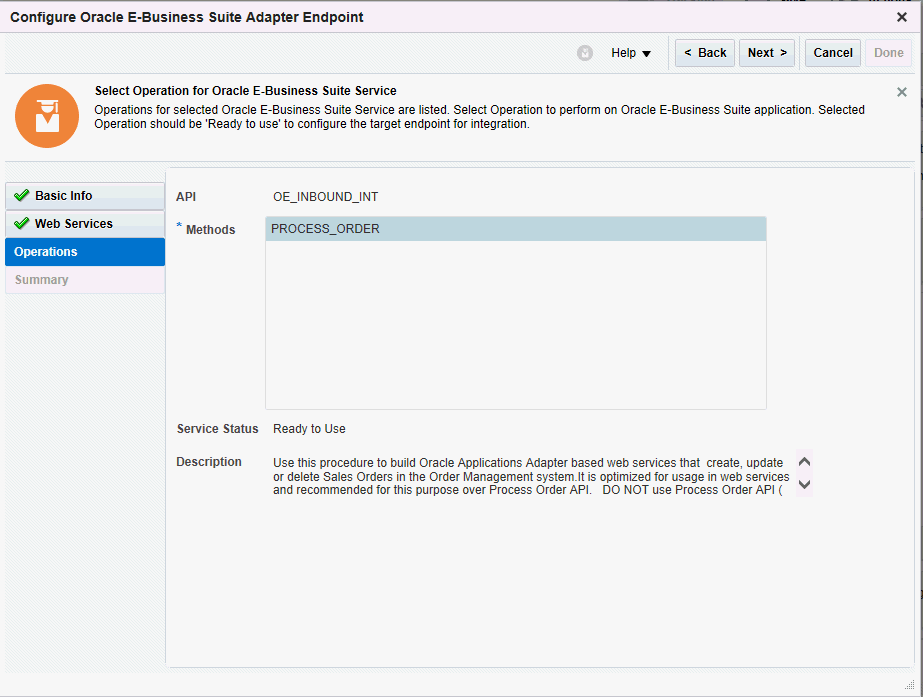 Configure Oracle E-Business Suite Adapter Endpoint
Help
< Back
Next >
Cancel
Done
Select Operation for Oracle E-Business Suite Service
Operations for selected Oracle E-Business Suite Service are listed. Select Operation to perform on Oracle E-Business Suite application. Selected
Operation should be 'Ready to use' to configure the target endpoint for integration.
Basic Info
Web Services
Operations
Summary
API OE_INBOUND_INT
* Methods PROCESS_ORDER
Service Status Ready to Use
Description Use this procedure to build Oracle Applications Adapter based web services that  create, update
or delete Sales Orders in the Order Management system.It is optimized for usage in web services
and recommended for this purpose over Process Order API.   DO NOT use Process Order API (